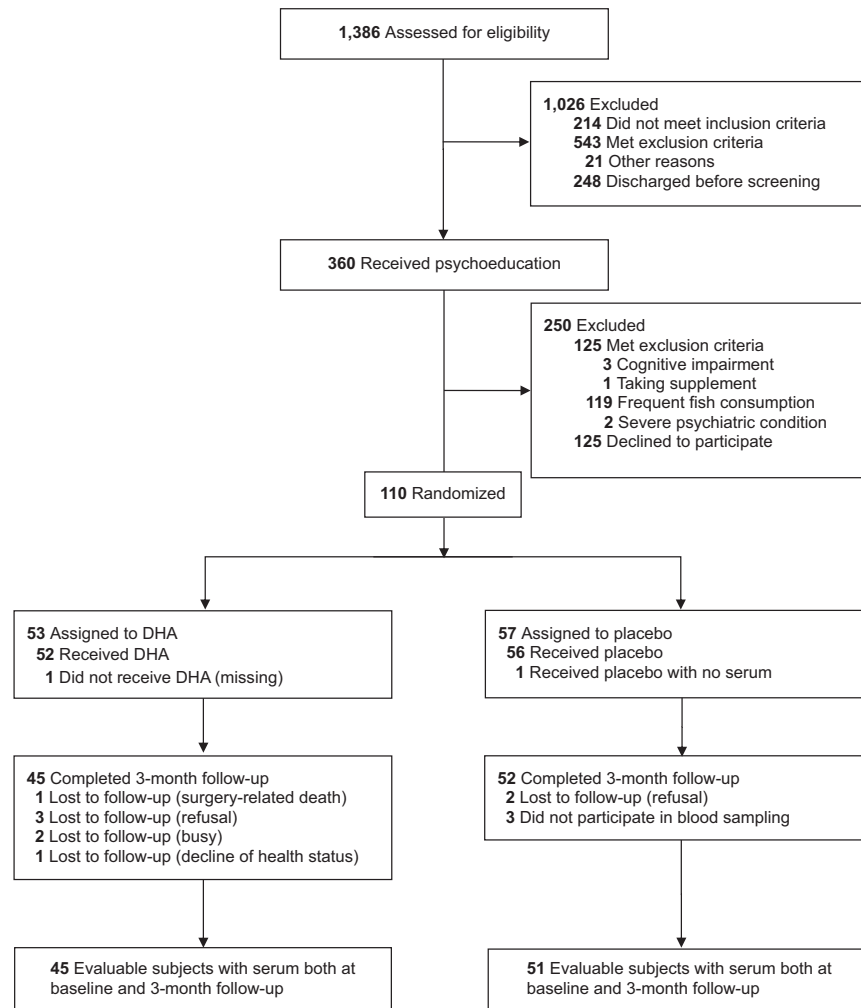 1,386 Assessed for eligibility
1,026 Excluded
214 Did not meet inclusion criteria
543 Met exclusion criteria
21 Other reasons
248 Discharged before screening
360 Received psychoeducation
250 Excluded
125 Met exclusion criteria
3 Cognitive impairment
1 Taking supplement
119 Frequent fish consumption
2 Severe psychiatric condition
125 Declined to participate
110 Randomized
53 Assigned to DHA
52 Received DHA
1 Did not receive DHA (missing)
57 Assigned to placebo
56 Received placebo
1 Received placebo with no serum
45 Completed 3-month follow-up
1 Lost to follow-up (surgery-related death)
3 Lost to follow-up (refusal)
2 Lost to follow-up (busy)
1 Lost to follow-up (decline of health status)
52 Completed 3-month follow-up
2 Lost to follow-up (refusal)
3 Did not participate in blood sampling
45 Evaluable subjects with serum both at
baseline and 3-month follow-up
51 Evaluable subjects with serum both at
baseline and 3-month follow-up